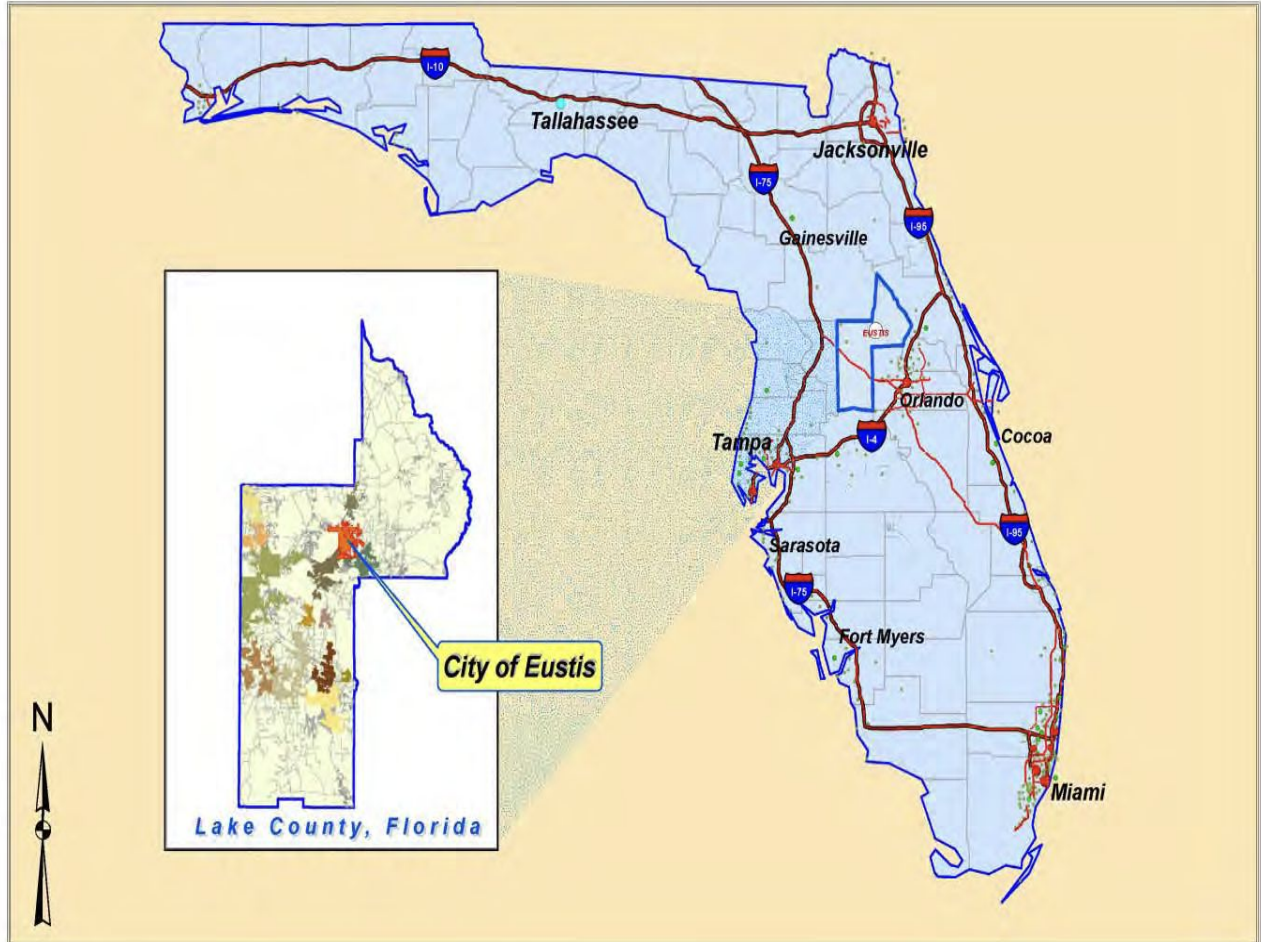 I-10
Tallahassee
Jacksonville
I-75
I-95
Gainesville
EUSTIS
Orlando
Cocoa
Tampa
I-4
I-95
Sarasota
I-75
Fort Myers
Miami
City of Eustis
Lake County, Florida
N